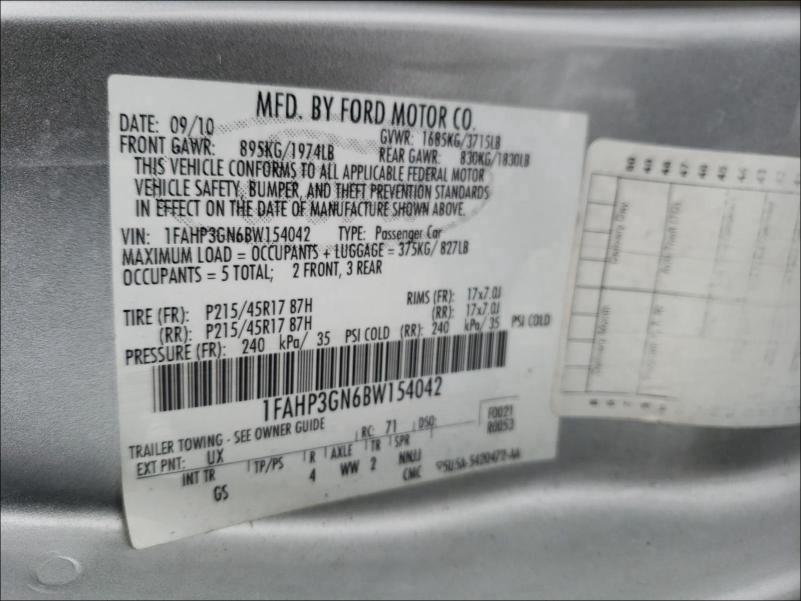 MFD. BY FORD MOTOR CO.
DATE: 09/10 GVWR: 1685KG/3715LB
FRONT GAWR: 895KG/1974LB REAR GAWR: 830KG/1830LB
THIS VEHICLE CONFORMS TO ALL APPLICABLE FEDERAL MOTOR
VEHICLE SAFETY, BUMPER, AND THEFT PREVENTION STANDARDS
IN EFFECT ON THE DATE OF MANUFACTURE SHOWN ABOVE.
VIN: 1FAHP3GN6BW154042 TYPE: Passenger Car
MAXIMUM LOAD = OCCUPANTS + LUGGAGE = 375KG/ 827LB
OCCUPANTS = 5 TOTAL; 2 FRONT, 3 REAR
TIRE (FR): P215/45R17 87H RIMS (FR): 17x7.0J
(RR): P215/45R17 87H (RR): 17x7.0J
PRESSURE (FR): 240 kPa/ 35 PSI COLD (RR): 240 kPa/ 35 PSI COLD
1FAHP3GN6BW154042
F0021
R0053
TRAILER TOWING - SEE OWNER GUIDE RC: 71 DSO:
EXT PNT: UX
INT TR TP/PS R AXLE TR SPR
GS 4 WW 2 NNJJ
CMC